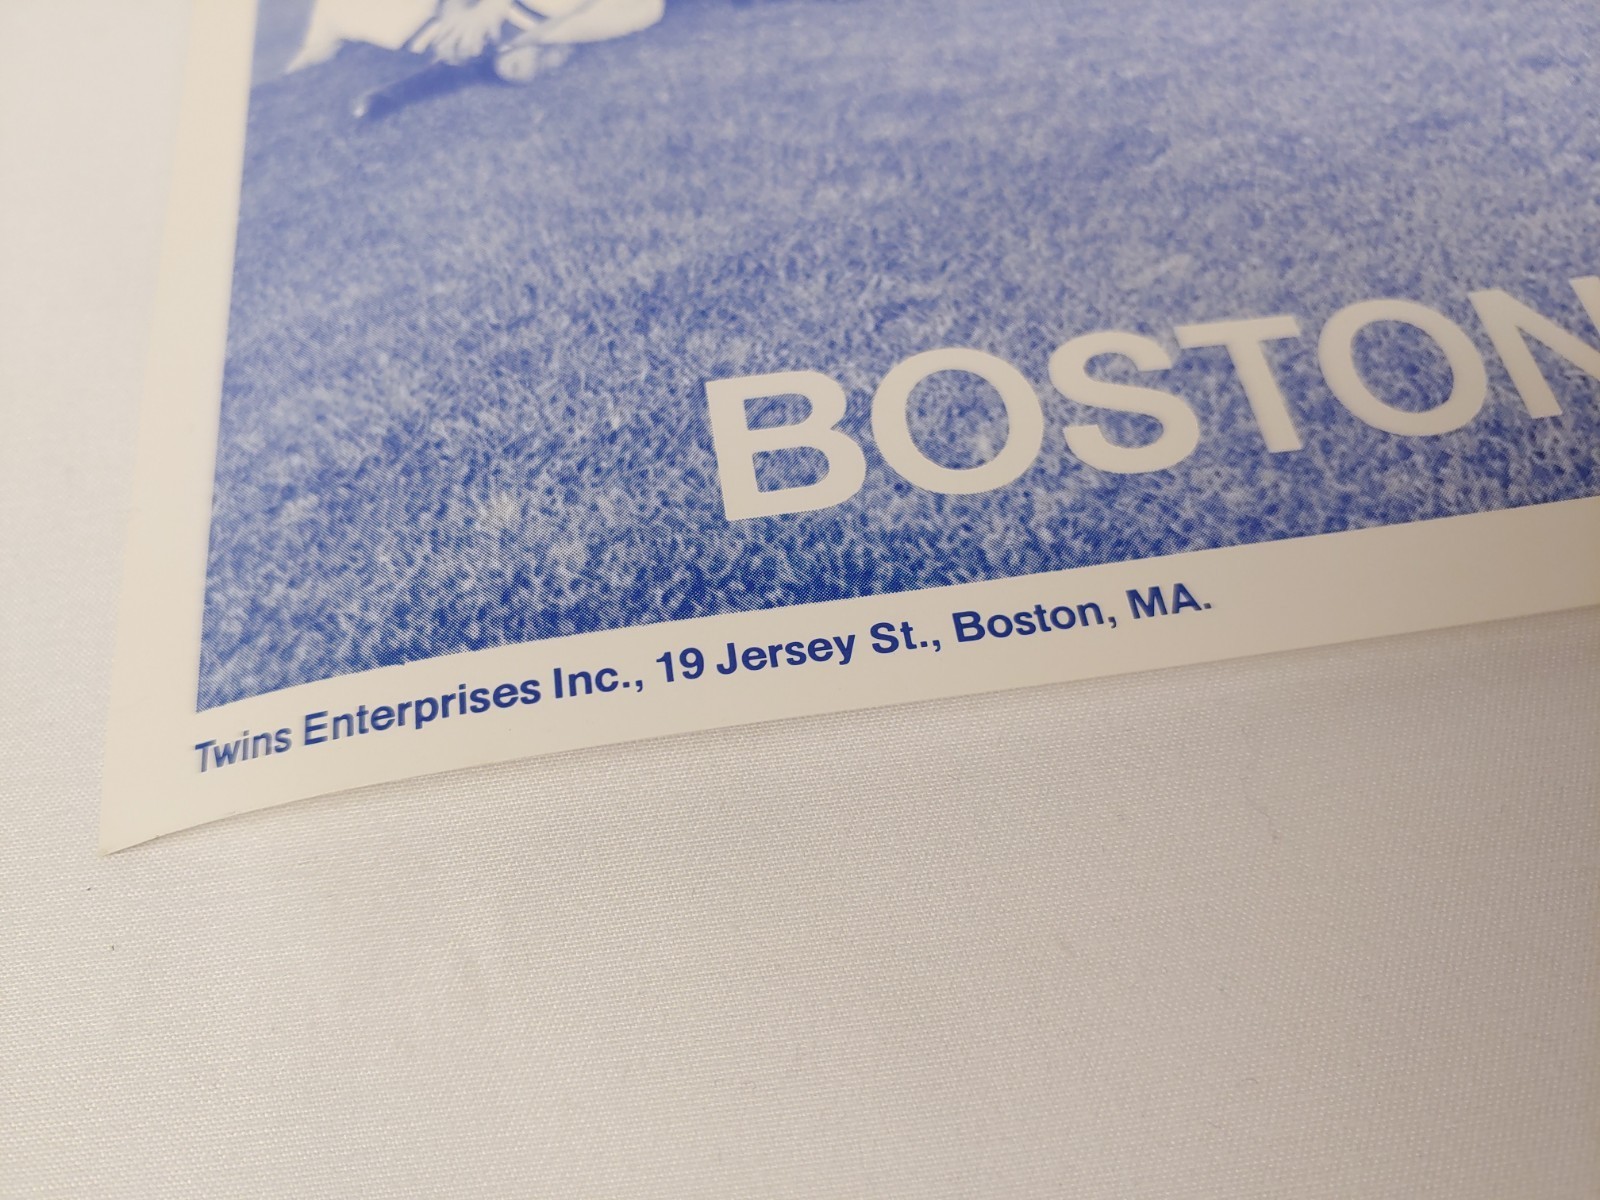 BOSTON
Twins Enterprises Inc., 19 Jersey St., Boston, MA.